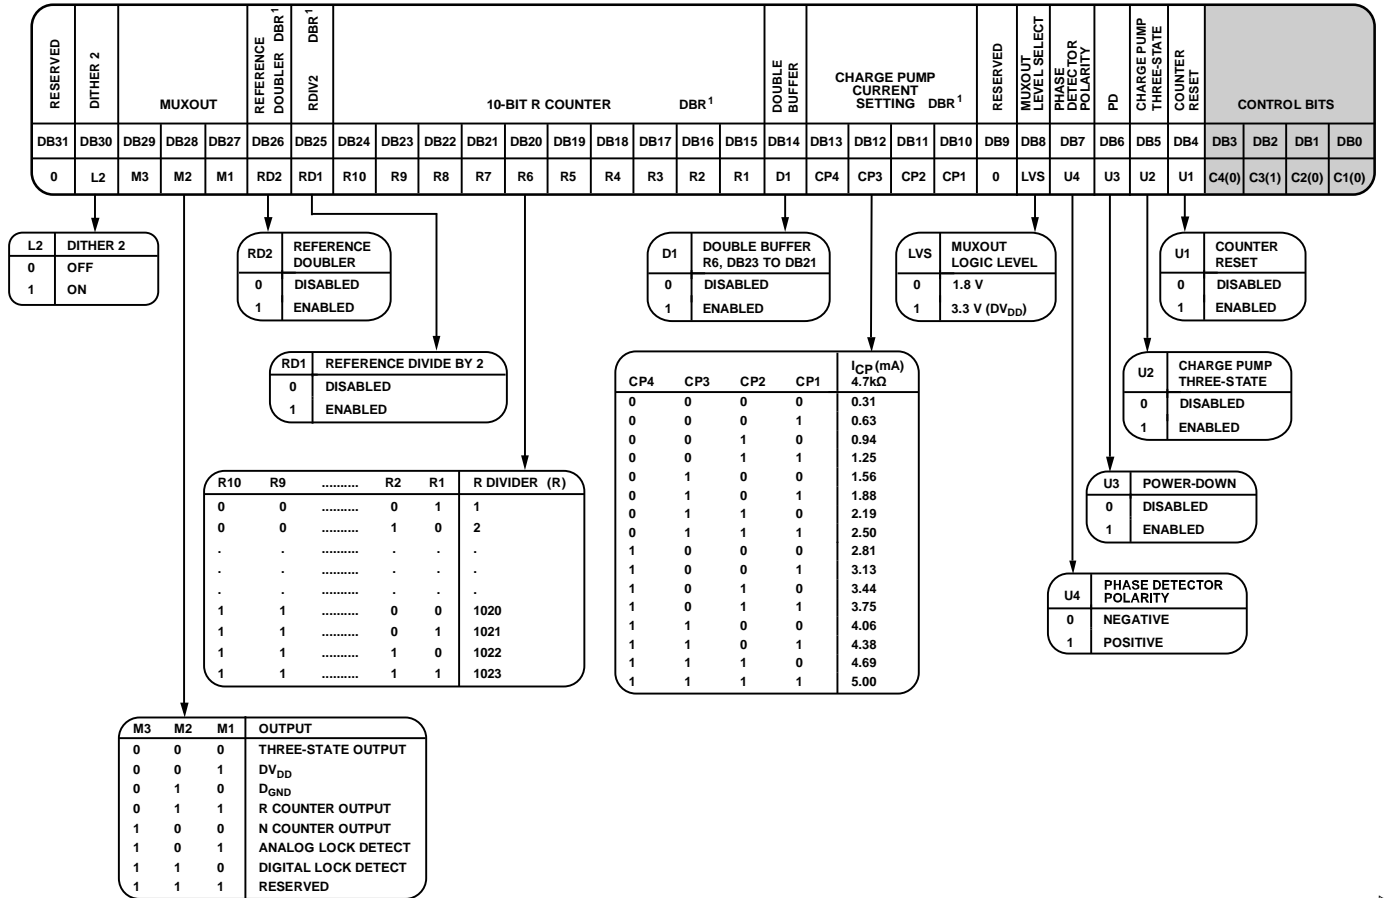 RESERVED
DITHER 2
MUXOUT
REFERENCE DOUBLER DBR1
RDIV2 DBR1
10-BIT R COUNTER DBR1
DOUBLE BUFFER
CHARGE PUMP
CURRENT
SETTING DBR1
RESERVED
MUXOUT LEVEL SELECT
PHASE DETECTOR POLARITY
PD
CHARGE PUMP THREE-STATE
COUNTER RESET
CONTROL BITS
DB31 DB30 DB29 DB28 DB27 DB26 DB25 DB24 DB23 DB22 DB21 DB20 DB19 DB18 DB17 DB16 DB15 DB14 DB13 DB12 DB11 DB10 DB9 DB8 DB7 DB6 DB5 DB4 DB3 DB2 DB1 DB0
0 L2 M3 M2 M1 RD2 RD1 R10 R9 R8 R7 R6 R5 R4 R3 R2 R1 D1 CP4 CP3 CP2 CP1 0 LVS U4 U3 U2 U1 C4(0) C3(1) C2(0) C1(0)
L2 DITHER 2
0 OFF
1 ON
RD2 REFERENCE DOUBLER
0 DISABLED
1 ENABLED
D1 DOUBLE BUFFER
R6, DB23 TO DB21
0 DISABLED
1 ENABLED
LVS MUXOUT
LOGIC LEVEL
0 1.8 V
1 3.3 V (DVDD)
U1 COUNTER
RESET
0 DISABLED
1 ENABLED
RD1 REFERENCE DIVIDE BY 2
0 DISABLED
1 ENABLED
CP4 CP3 CP2 CP1 ICP (mA) 4.7kΩ
0 0 0 0 0.31
0 0 0 1 0.63
0 0 1 0 0.94
0 0 1 1 1.25
0 1 0 0 1.56
0 1 0 1 1.88
0 1 1 0 2.19
0 1 1 1 2.50
1 0 0 0 2.81
1 0 0 1 3.13
1 0 1 0 3.44
1 0 1 1 3.75
1 1 0 0 4.06
1 1 0 1 4.38
1 1 1 0 4.69
1 1 1 1 5.00
U2 CHARGE PUMP
THREE-STATE
0 DISABLED
1 ENABLED
R10 R9 .......... R2 R1 R DIVIDER (R)
0 0 .......... 0 1 1
0 0 .......... 1 0 2
. . .......... . . .
. . .......... . . .
. . .......... . . .
1 1 .......... 0 0 1020
1 1 .......... 0 1 1021
1 1 .......... 1 0 1022
1 1 .......... 1 1 1023
U3 POWER-DOWN
0 DISABLED
1 ENABLED
U4 PHASE DETECTOR
POLARITY
0 NEGATIVE
1 POSITIVE
M3 M2 M1 OUTPUT
0 0 0 THREE-STATE OUTPUT
0 0 1 DVDD
0 1 0 DGND
0 1 1 R COUNTER OUTPUT
1 0 0 N COUNTER OUTPUT
1 0 1 ANALOG LOCK DETECT
1 1 0 DIGITAL LOCK DETECT
1 1 1 RESERVED